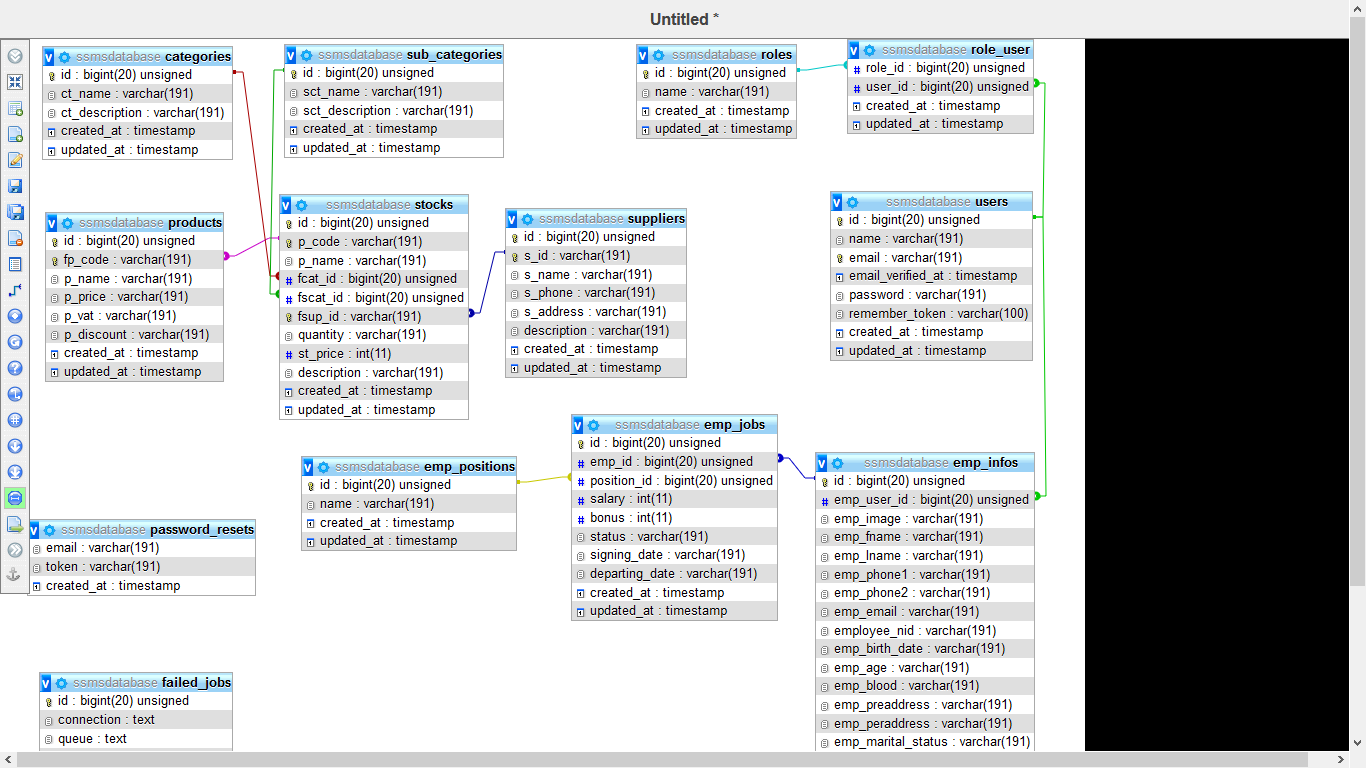 Untitled *
ssmsdatabase categories
id : bigint(20) unsigned
ct_name : varchar(191)
ct_description : varchar(191)
created_at : timestamp
updated_at : timestamp
ssmsdatabase sub_categories
id : bigint(20) unsigned
sct_name : varchar(191)
sct_description : varchar(191)
created_at : timestamp
updated_at : timestamp
ssmsdatabase roles
id : bigint(20) unsigned
name : varchar(191)
created_at : timestamp
updated_at : timestamp
ssmsdatabase role_user
role_id : bigint(20) unsigned
user_id : bigint(20) unsigned
created_at : timestamp
updated_at : timestamp
ssmsdatabase products
id : bigint(20) unsigned
fp_code : varchar(191)
p_name : varchar(191)
p_price : varchar(191)
p_vat : varchar(191)
p_discount : varchar(191)
created_at : timestamp
updated_at : timestamp
ssmsdatabase stocks
id : bigint(20) unsigned
p_code : varchar(191)
p_name : varchar(191)
fcat_id : bigint(20) unsigned
fscat_id : bigint(20) unsigned
fsup_id : varchar(191)
quantity : varchar(191)
st_price : int(11)
description : varchar(191)
created_at : timestamp
updated_at : timestamp
ssmsdatabase suppliers
id : bigint(20) unsigned
s_id : varchar(191)
s_name : varchar(191)
s_phone : varchar(191)
s_address : varchar(191)
description : varchar(191)
created_at : timestamp
updated_at : timestamp
ssmsdatabase users
id : bigint(20) unsigned
name : varchar(191)
email : varchar(191)
email_verified_at : timestamp
password : varchar(191)
remember_token : varchar(100)
created_at : timestamp
updated_at : timestamp
ssmsdatabase emp_positions
id : bigint(20) unsigned
name : varchar(191)
created_at : timestamp
updated_at : timestamp
ssmsdatabase emp_jobs
id : bigint(20) unsigned
emp_id : bigint(20) unsigned
position_id : bigint(20) unsigned
salary : int(11)
bonus : int(11)
status : varchar(191)
signing_date : varchar(191)
departing_date : varchar(191)
created_at : timestamp
updated_at : timestamp
ssmsdatabase emp_infos
id : bigint(20) unsigned
emp_user_id : bigint(20) unsigned
emp_image : varchar(191)
emp_fname : varchar(191)
emp_lname : varchar(191)
emp_phone1 : varchar(191)
emp_phone2 : varchar(191)
emp_email : varchar(191)
employee_nid : varchar(191)
emp_birth_date : varchar(191)
emp_age : varchar(191)
emp_blood : varchar(191)
emp_preaddress : varchar(191)
emp_peraddress : varchar(191)
emp_marital_status : varchar(191)
ssmsdatabase password_resets
email : varchar(191)
token : varchar(191)
created_at : timestamp
ssmsdatabase failed_jobs
id : bigint(20) unsigned
connection : text
queue : text